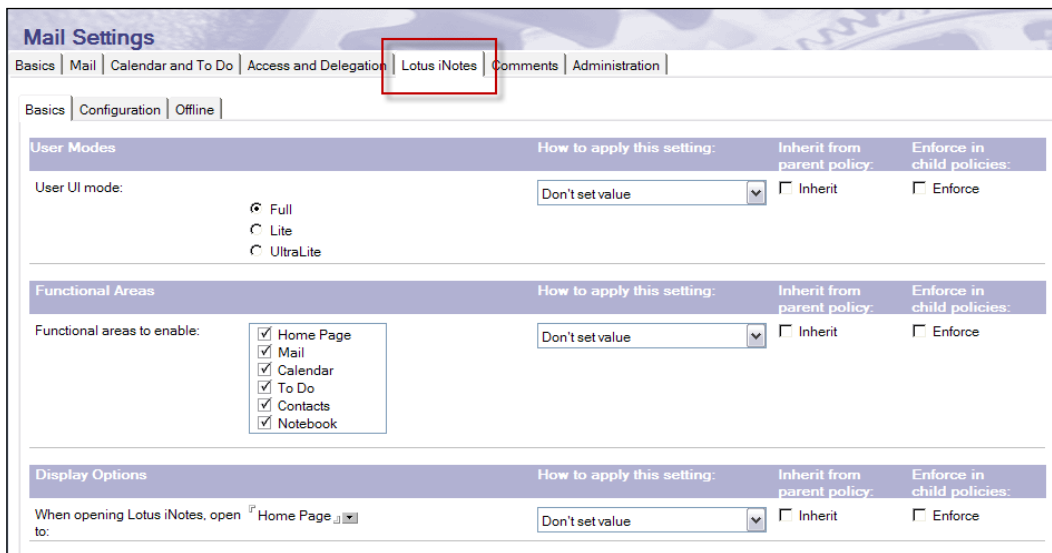 Mail Settings
Basics | Mail | Calendar and To Do | Access and Delegation | Lotus iNotes | Comments | Administration |
Basics | Configuration | Offline |
User Modes How to apply this setting: Inherit from parent policy: Enforce in child policies:
User UI mode: Don't set value Inherit Enforce
Full
Lite
UltraLite
Functional Areas How to apply this setting: Inherit from parent policy: Enforce in child policies:
Functional areas to enable: Home Page Don't set value Inherit Enforce
Mail
Calendar
To Do
Contacts
Notebook
Display Options How to apply this setting: Inherit from parent policy: Enforce in child policies:
When opening Lotus iNotes, open Home Page Don't set value Inherit Enforce
to: